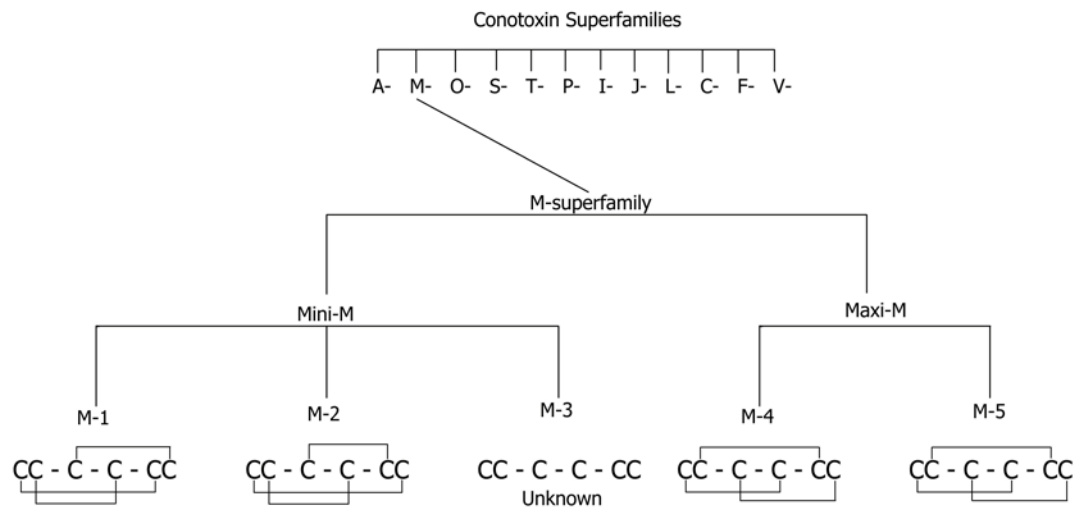 Conotoxin Superfamilies
A- M- O- S- T- P- I- J- L- C- F- V-
M-superfamily
Mini-M Maxi-M
M-1 M-2 M-3 M-4 M-5
CC - C - C - CC CC - C - C - CC CC - C - C - CC CC - C - C - CC CC - C - C - CC
Unknown